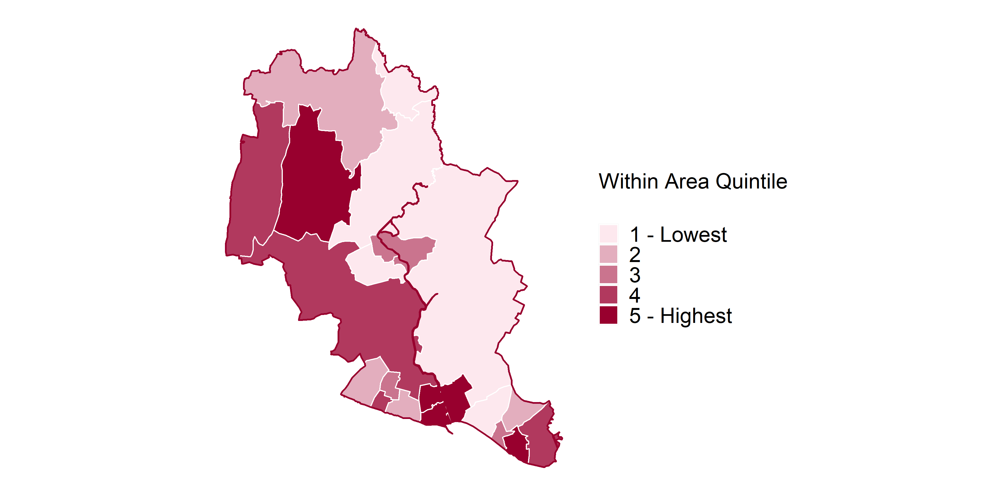 Within Area Quintile
1 - Lowest
2
3
4
5 - Highest